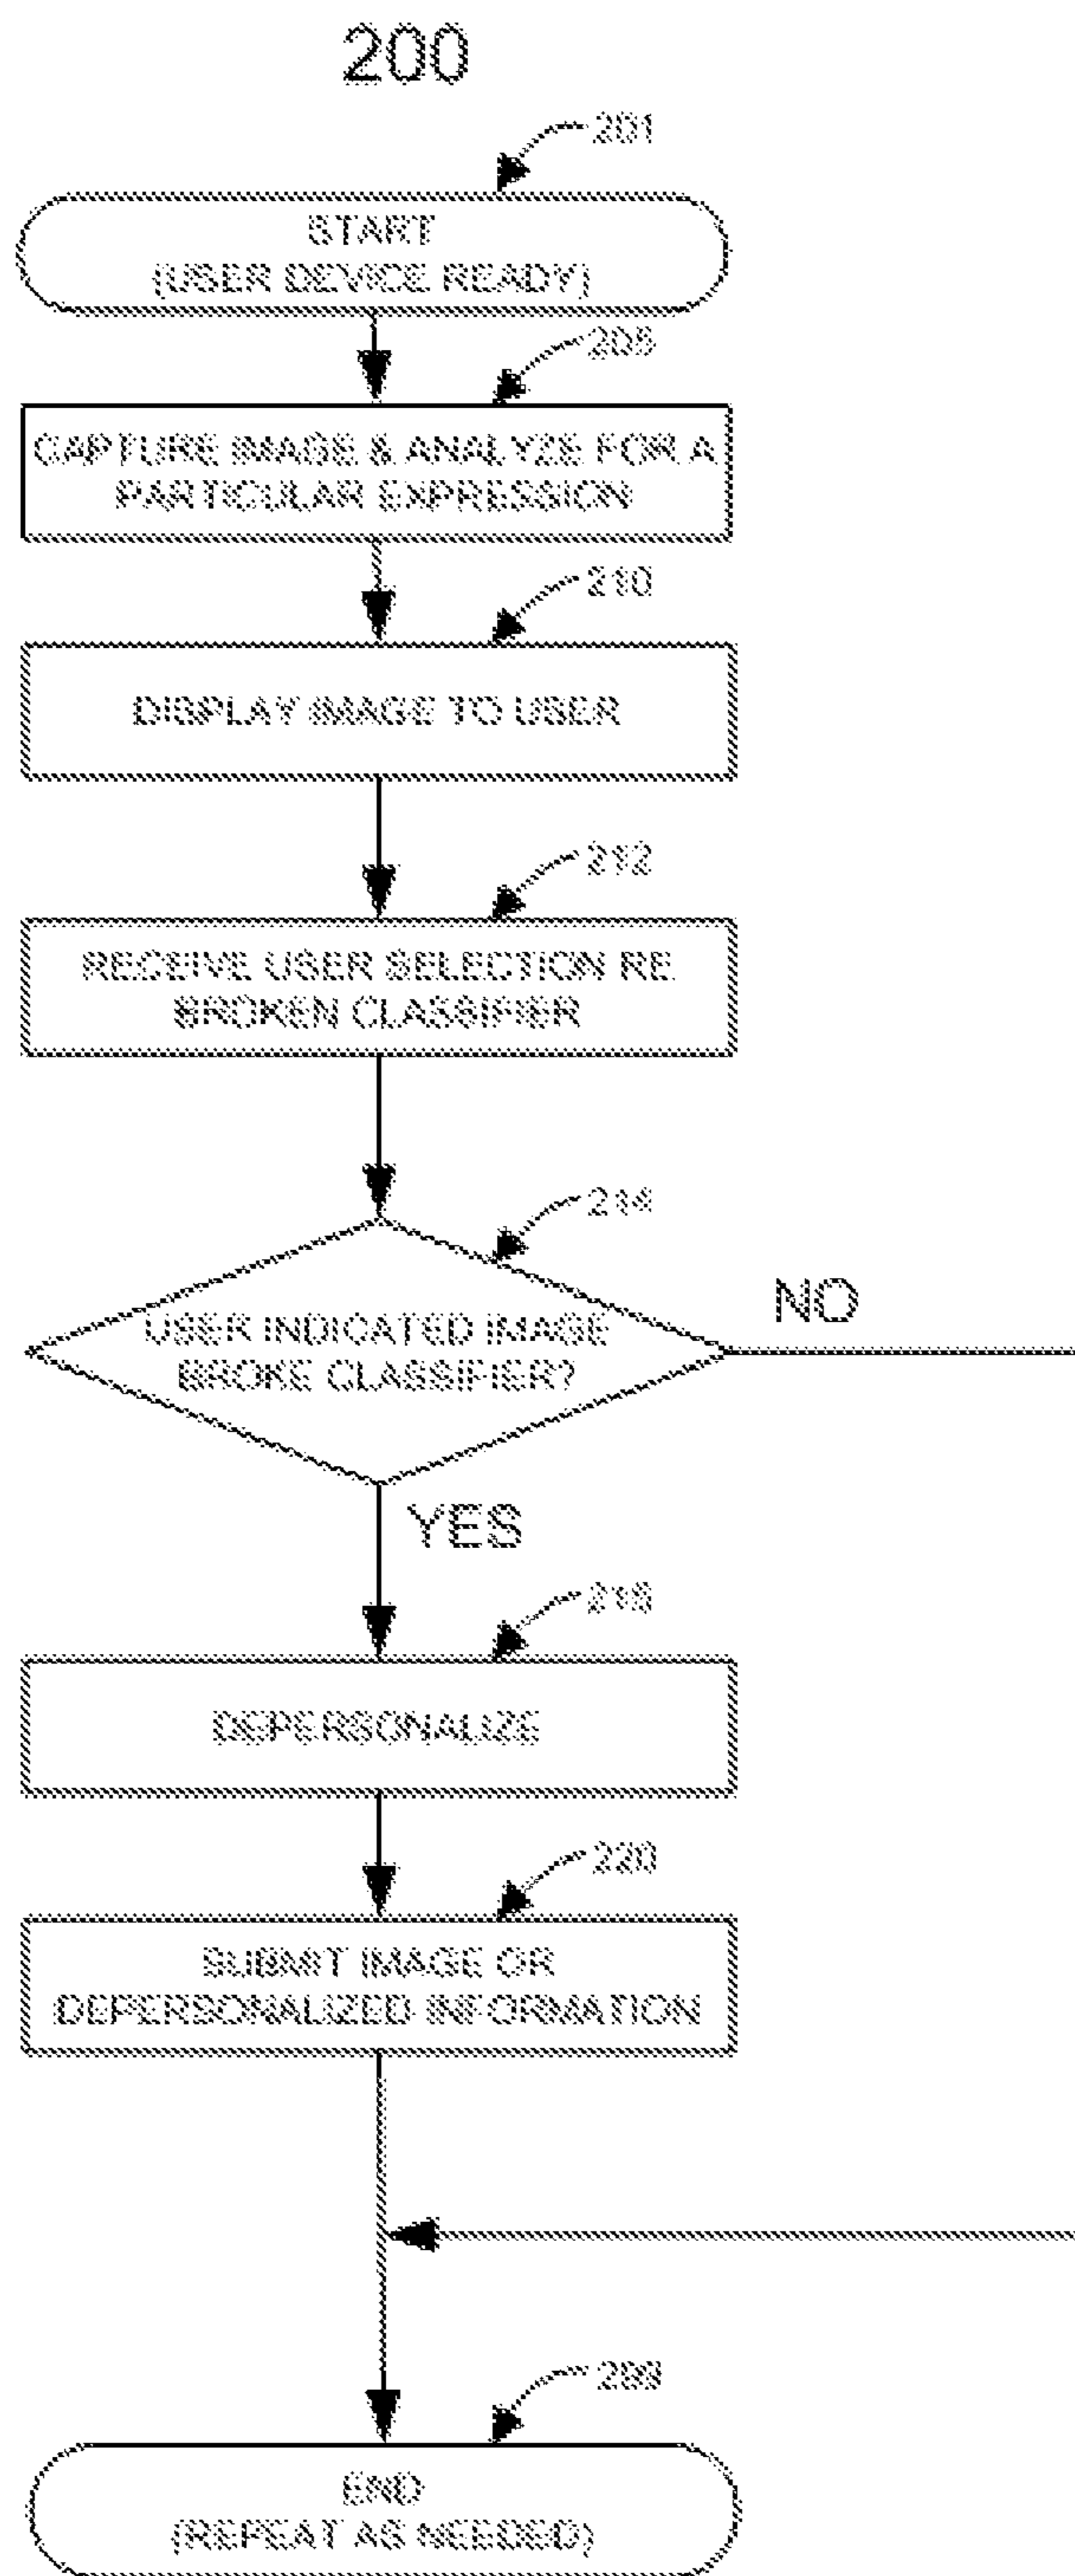 200
201
START
(USER DEVICE READY)
205
CAPTURE IMAGE & ANALYZE FOR A
PARTICULAR EXPRESSION
210
DISPLAY IMAGE TO USER
212
RECEIVE USER SELECTION RE
BROKEN CLASSIFIER
214
USER INDICATED IMAGE
BROKE CLASSIFIER?
NO
YES
DEPERSONALIZE
220
SUBMIT IMAGE OR
DEPERSONALIZED INFORMATION
299
END
(REPEAT AS NEEDED)